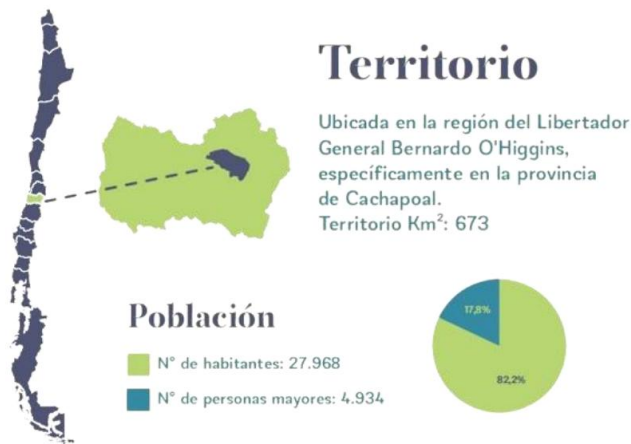 Territorio
Ubicada en la región del Libertador
General Bernardo O'Higgins,
específicamente en la provincia
de Cachapoal.
Territorio Km²: 673
Población
N° de habitantes: 27.968
N° de personas mayores: 4.934
17,8%
82,2%